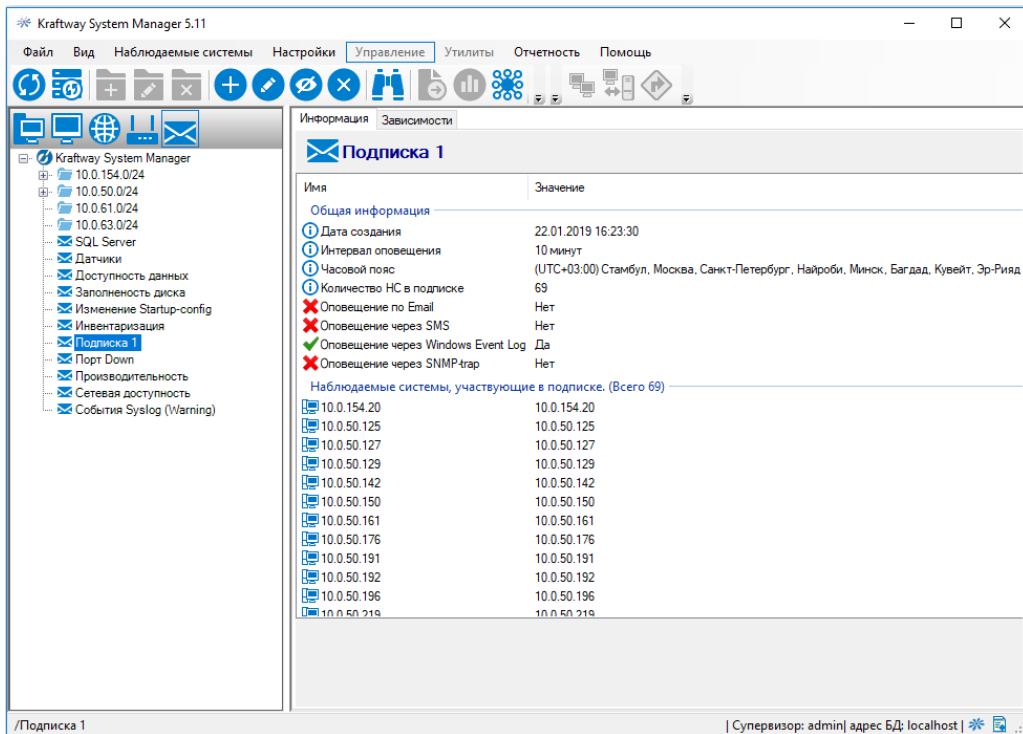 Kraftway System Manager 5.11
Файл Вид Наблюдаемые системы Настройки Управление Утилиты Отчетность Помощь
Kraftway System Manager
10.0.154.0/24
10.0.50.0/24
10.0.61.0/24
10.0.63.0/24
SQL Server
Датчики
Доступность данных
Заполненость диска
Изменение Startup-config
Инвентаризация
Подписка 1
Порт Down
Производительность
Сетевая доступность
События Syslog (Warning)
Информация Зависимости
Подписка 1
Имя Значение
Общая информация
Дата создания 22.01.2019 16:23:30
Интервал оповещения 10 минут
Часовой пояс (UTC+03:00) Стамбул, Москва, Санкт-Петербург, Найроби, Минск, Багдад, Кувейт, Эр-Рияд
Количество НС в подписке 69
Оповещение по Email Нет
Оповещение через SMS Нет
Оповещение через Windows Event Log Да
Оповещение через SNMP-trap Нет
Наблюдаемые системы, участвующие в подписке. (Всего 69)
10.0.154.20 10.0.154.20
10.0.50.125 10.0.50.125
10.0.50.127 10.0.50.127
10.0.50.129 10.0.50.129
10.0.50.142 10.0.50.142
10.0.50.150 10.0.50.150
10.0.50.161 10.0.50.161
10.0.50.176 10.0.50.176
10.0.50.191 10.0.50.191
10.0.50.192 10.0.50.192
10.0.50.196 10.0.50.196
10.0.50.219 10.0.50.219
/Подписка 1 | Супервизор: admin| адрес БД: localhost |